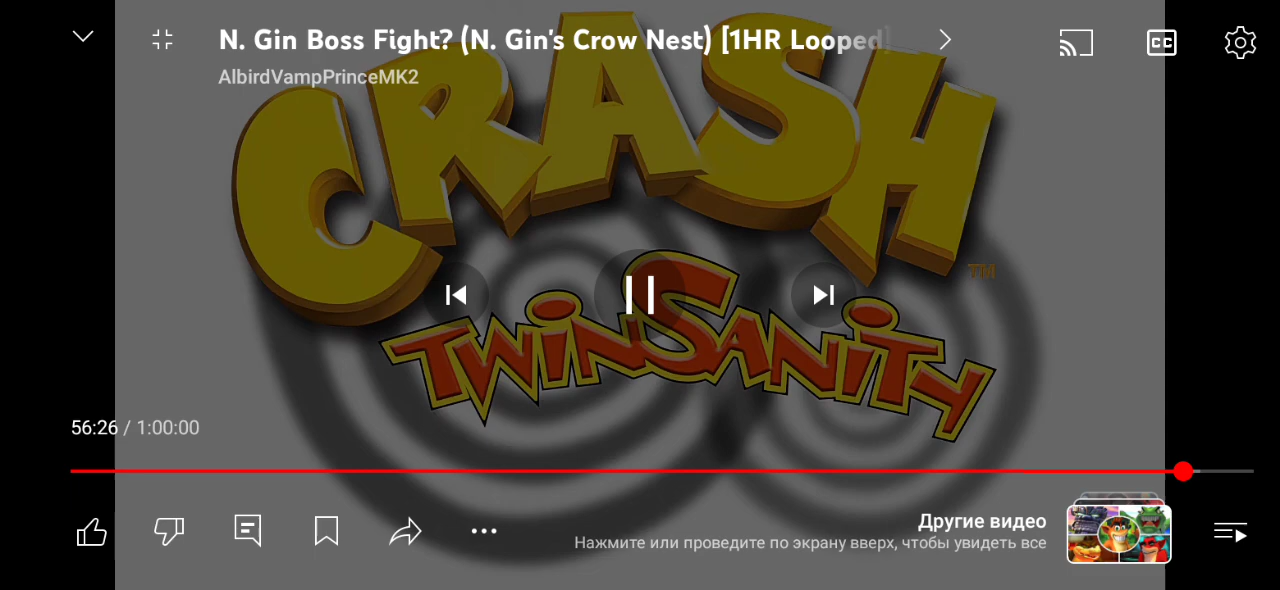 N. Gin Boss Fight? (N. Gin's Crow Nest) [1HR Looped]
AlbirdVampPrinceMK2
CC
CRASH
TM
TWINSANITY
56:26 / 1:00:00
Другие видео
Нажмите или проведите по экрану вверх, чтобы увидеть все